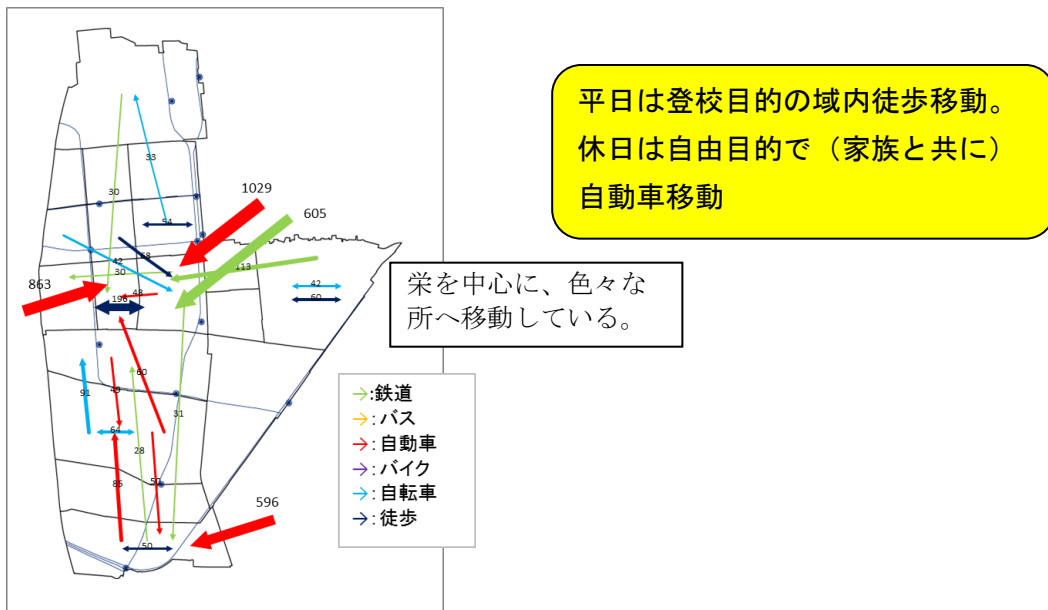 平日は登校目的の域内徒歩移動。
休日は自由目的で（家族と共に）
自動車移動
33
30
1029
54
605
68
42
30
113
863
48
196
42
60
栄を中心に、色々な
所へ移動している。
60
91
49
31
64
28
85
50
596
50
→:鉄道
→:バス
→:自動車
→:バイク
→:自転車
→:徒歩